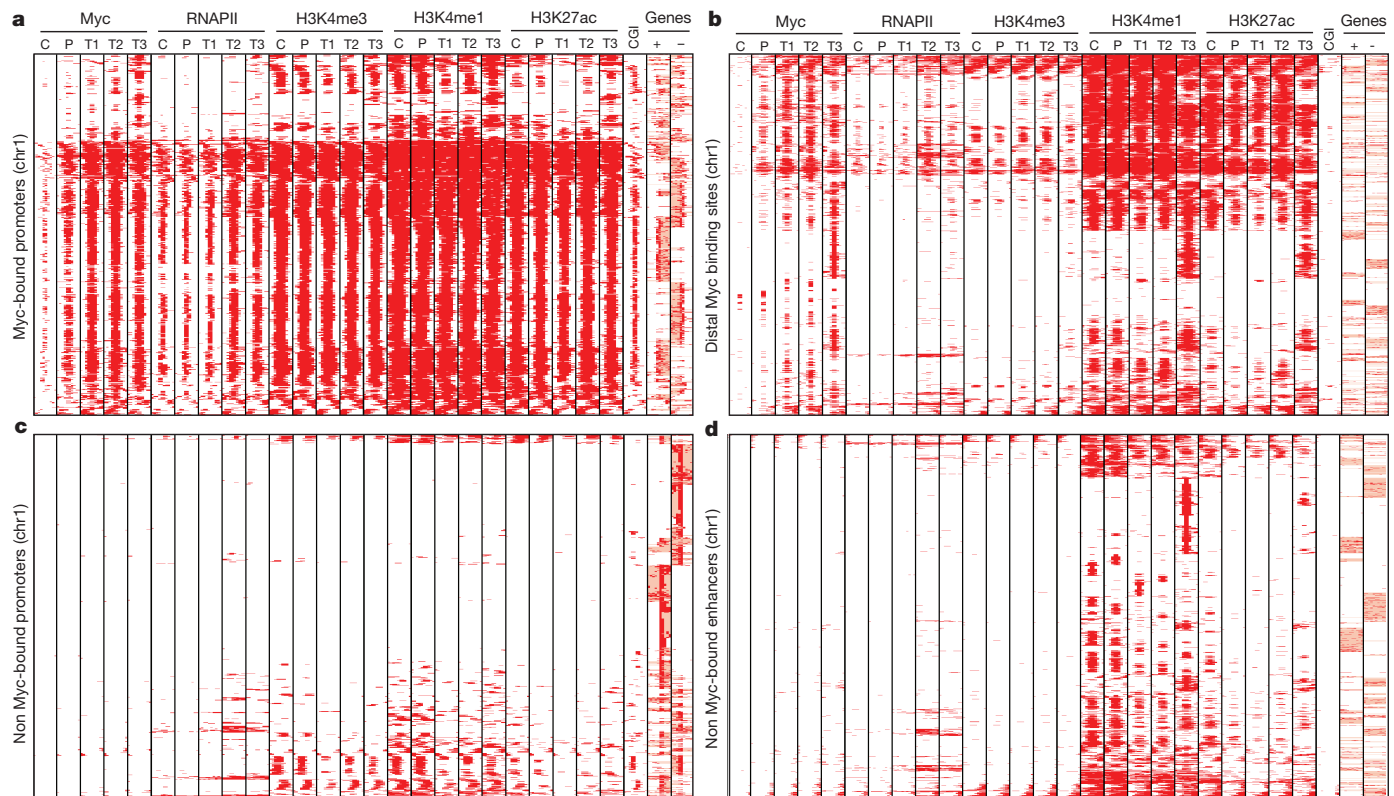 a
Myc RNAPII H3K4me3 H3K4me1 H3K27ac CGI Genes
C P T1 T2 T3 C P T1 T2 T3 C P T1 T2 T3 C P T1 T2 T3 C P T1 T2 T3 + −
Myc-bound promoters (chr1)
b
Myc RNAPII H3K4me3 H3K4me1 H3K27ac CGI Genes
C P T1 T2 T3 C P T1 T2 T3 C P T1 T2 T3 C P T1 T2 T3 C P T1 T2 T3 + -
Distal Myc binding sites (chr1)
c
Non Myc-bound promoters (chr1)
d
Non Myc-bound enhancers (chr1)